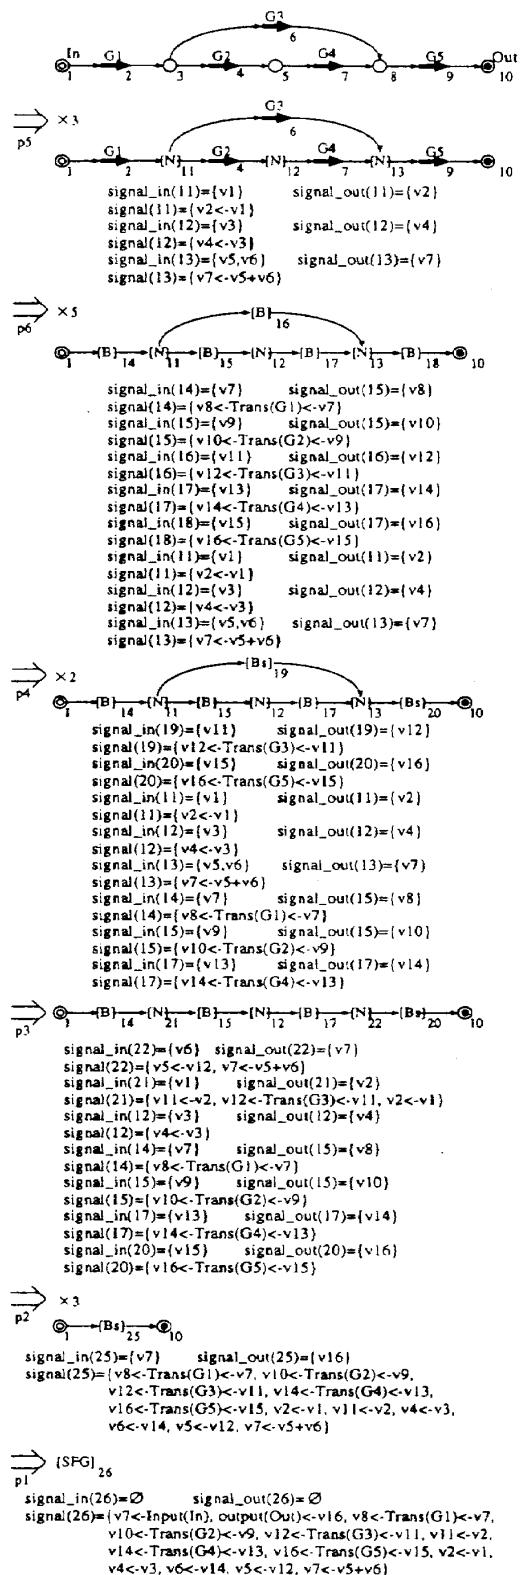 In G1 G2 G3 G4 G5 Out
1 2 3 4 5 6 7 8 9 10
p5 ×3
G1 G2 G3 G4 G5
1 2 {N} 11 4 {N} 12 6 7 {N} 13 9 10
signal_in(11)={v1} signal_out(11)={v2}
signal(11)={v2<-v1}
signal_in(12)={v3} signal_out(12)={v4}
signal(12)={v4<-v3}
signal_in(13)={v5,v6} signal_out(13)={v7}
signal(13)={v7<-v5+v6}
p6 ×5
{B} 16
1 {B} 14 {N} 11 {B} 15 {N} 12 {B} 17 {N} 13 {B} 18 10
signal_in(14)={v7} signal_out(15)={v8}
signal(14)={v8<-Trans(G1)<-v7}
signal_in(15)={v9} signal_out(15)={v10}
signal(15)={v10<-Trans(G2)<-v9}
signal_in(16)={v11} signal_out(16)={v12}
signal(16)={v12<-Trans(G3)<-v11}
signal_in(17)={v13} signal_out(17)={v14}
signal(17)={v14<-Trans(G4)<-v13}
signal_in(18)={v15} signal_out(17)={v16}
signal(18)={v16<-Trans(G5)<-v15}
signal_in(11)={v1} signal_out(11)={v2}
signal(11)={v2<-v1}
signal_in(12)={v3} signal_out(12)={v4}
signal(12)={v4<-v3}
signal_in(13)={v5,v6} signal_out(13)={v7}
signal(13)={v7<-v5+v6}
p4 ×2
{Bs} 19
1 {B} 14 {N} 11 {B} 15 {N} 12 {B} 17 {N} 13 {Bs} 20 10
signal_in(19)={v11} signal_out(19)={v12}
signal(19)={v12<-Trans(G3)<-v11}
signal_in(20)={v15} signal_out(20)={v16}
signal(20)={v16<-Trans(G5)<-v15}
signal_in(11)={v1} signal_out(11)={v2}
signal(11)={v2<-v1}
signal_in(12)={v3} signal_out(12)={v4}
signal(12)={v4<-v3}
signal_in(13)={v5,v6} signal_out(13)={v7}
signal(13)={v7<-v5+v6}
signal_in(14)={v7} signal_out(15)={v8}
signal(14)={v8<-Trans(G1)<-v7}
signal_in(15)={v9} signal_out(15)={v10}
signal(15)={v10<-Trans(G2)<-v9}
signal_in(17)={v13} signal_out(17)={v14}
signal(17)={v14<-Trans(G4)<-v13}
p3 1 {B} 14 {N} 21 {B} 15 {N} 12 {B} 17 {N} 22 {Bs} 20 10
signal_in(22)={v6} signal_out(22)={v7}
signal(22)={v5<-v12, v7<-v5+v6}
signal_in(21)={v1} signal_out(21)={v2}
signal(21)={v11<-v2, v12<-Trans(G3)<-v11, v2<-v1}
signal_in(12)={v3} signal_out(12)={v4}
signal(12)={v4<-v3}
signal_in(14)={v7} signal_out(15)={v8}
signal(14)={v8<-Trans(G1)<-v7}
signal_in(15)={v9} signal_out(15)={v10}
signal(15)={v10<-Trans(G2)<-v9}
signal_in(17)={v13} signal_out(17)={v14}
signal(17)={v14<-Trans(G4)<-v13}
signal_in(20)={v15} signal_out(20)={v16}
signal(20)={v16<-Trans(G5)<-v15}
p2 ×3
1 {Bs} 25 10
signal_in(25)={v7} signal_out(25)={v16}
signal(25)={v8<-Trans(G1)<-v7, v10<-Trans(G2)<-v9,
v12<-Trans(G3)<-v11, v14<-Trans(G4)<-v13,
v16<-Trans(G5)<-v15, v2<-v1, v11<-v2, v4<-v3,
v6<-v14, v5<-v12, v7<-v5+v6}
p1 {SFG} 26
signal_in(26)=∅ signal_out(26)=∅
signal(26)={v7<-Input(In), output(Out)<-v16, v8<-Trans(G1)<-v7,
v10<-Trans(G2)<-v9, v12<-Trans(G3)<-v11, v11<-v2,
v14<-Trans(G4)<-v13, v16<-Trans(G5)<-v15, v2<-v1,
v4<-v3, v6<-v14, v5<-v12, v7<-v5+v6}